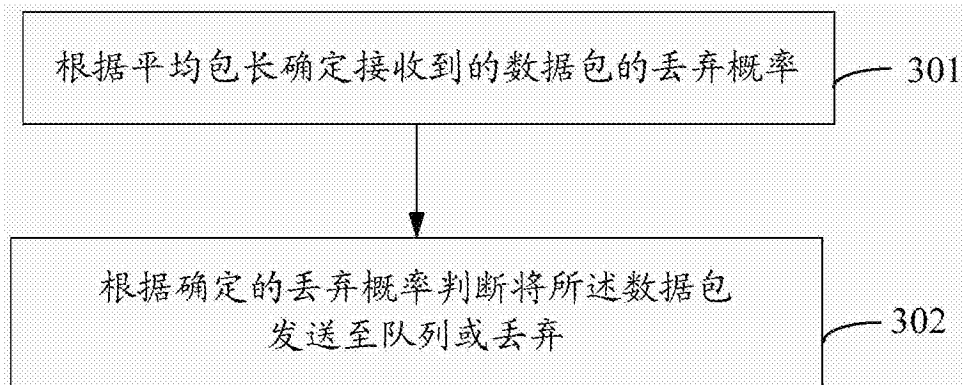 根据平均包长确定接收到的数据包的丢弃概率
301
根据确定的丢弃概率判断将所述数据包
发送至队列或丢弃
302